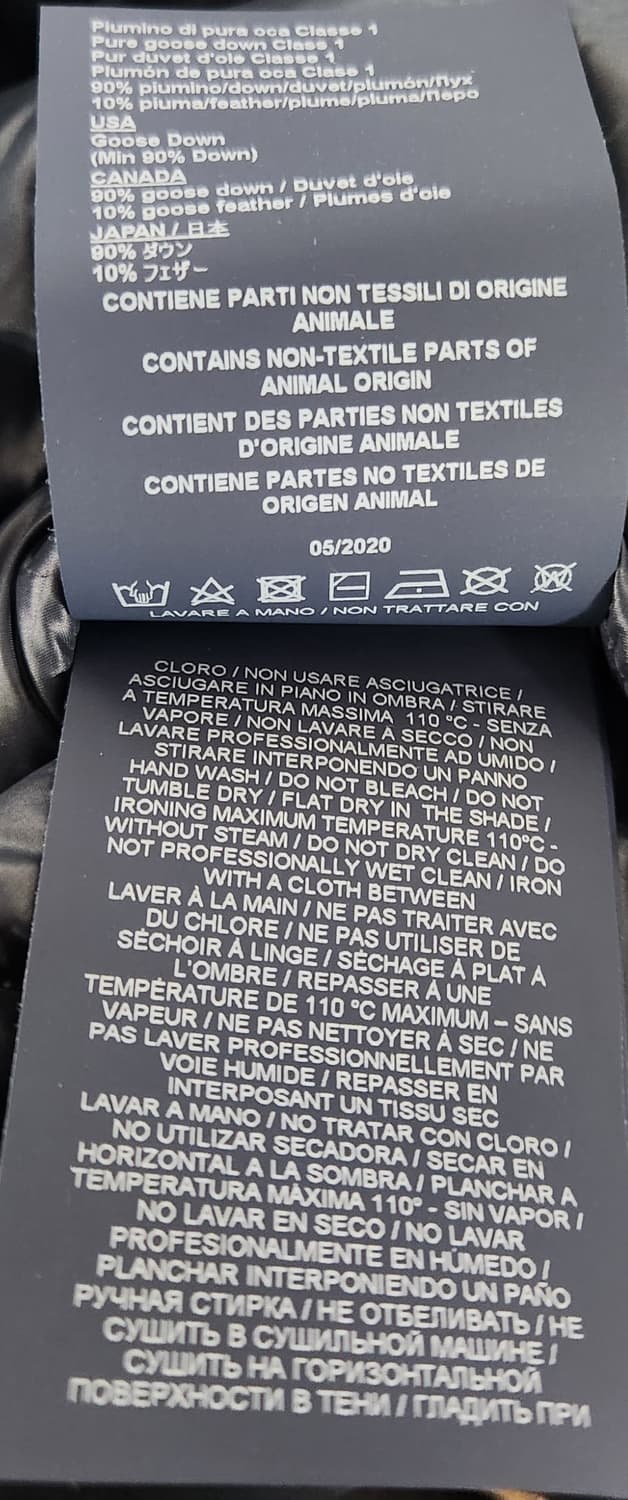 Piumino di pura oca Classe 1
Pure goose down Class 1
Pur duvet d'oie Classe 1
Plumón de pura oca Clase 1
90% piumino/down/duvet/plumón/пух
10% piuma/feather/plume/pluma/перо
USA
Goose Down
(Min 90% Down)
CANADA
90% goose down / Duvet d'oie
10% goose feather / Plumes d'oie
JAPAN / 日本
90% ダウン
10% フェザー
CONTIENE PARTI NON TESSILI DI ORIGINE
ANIMALE
CONTAINS NON-TEXTILE PARTS OF
ANIMAL ORIGIN
CONTIENT DES PARTIES NON TEXTILES
D'ORIGINE ANIMALE
CONTIENE PARTES NO TEXTILES DE
ORIGEN ANIMAL
05/2020
LAVARE A MANO / NON TRATTARE CON
CLORO / NON USARE ASCIUGATRICE /
ASCIUGARE IN PIANO IN OMBRA / STIRARE
A TEMPERATURA MASSIMA 110 °C - SENZA
VAPORE / NON LAVARE A SECCO / NON
LAVARE PROFESSIONALMENTE AD UMIDO /
STIRARE INTERPONENDO UN PANNO
HAND WASH / DO NOT BLEACH / DO NOT
TUMBLE DRY / FLAT DRY IN THE SHADE /
IRONING MAXIMUM TEMPERATURE 110°C -
WITHOUT STEAM / DO NOT DRY CLEAN / DO
NOT PROFESSIONALLY WET CLEAN / IRON
WITH A CLOTH BETWEEN
LAVER À LA MAIN / NE PAS TRAITER AVEC
DU CHLORE / NE PAS UTILISER DE
SÉCHOIR À LINGE / SÉCHAGE À PLAT À
L'OMBRE / REPASSER À UNE
TEMPÉRATURE DE 110 °C MAXIMUM – SANS
VAPEUR / NE PAS NETTOYER À SEC / NE
PAS LAVER PROFESSIONNELLEMENT PAR
VOIE HUMIDE / REPASSER EN
INTERPOSANT UN TISSU SEC
LAVAR A MANO / NO TRATAR CON CLORO /
NO UTILIZAR SECADORA / SECAR EN
HORIZONTAL A LA SOMBRA / PLANCHAR A
TEMPERATURA MÁXIMA 110° - SIN VAPOR /
NO LAVAR EN SECO / NO LAVAR
PROFESIONALMENTE EN HÚMEDO /
PLANCHAR INTERPONIENDO UN PAÑO
РУЧНАЯ СТИРКА / НЕ ОТБЕЛИВАТЬ / НЕ
СУШИТЬ В СУШИЛЬНОЙ МАШИНЕ /
СУШИТЬ НА ГОРИЗОНТАЛЬНОЙ
ПОВЕРХНОСТИ В ТЕНИ / ГЛАДИТЬ ПРИ